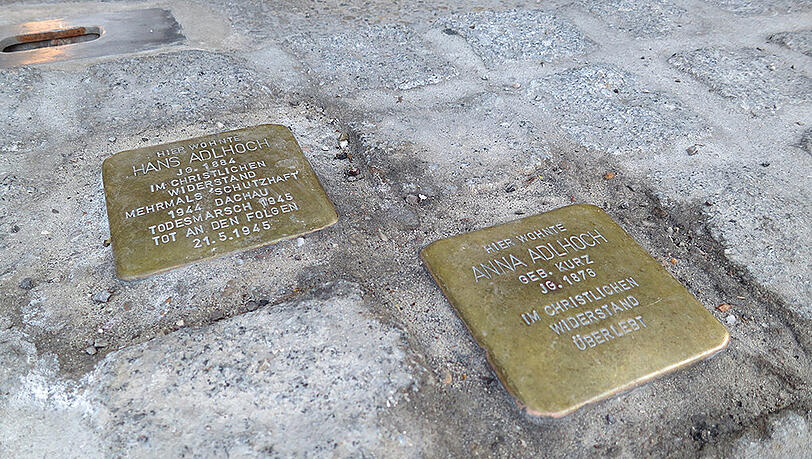 HIER WOHNTE
HANS ADLHOCH
JG. 1884
IM CHRISTLICHEN
WIDERSTAND
MEHRMALS "SCHUTZHAFT"
1944 DACHAU
TODESMARSCH 1945
TOT AN DEN FOLGEN
21.5.1945
HIER WOHNTE
ANNA ADLHOCH
GEB. KURZ
JG. 1876
IM CHRISTLICHEN
WIDERSTAND
ÜBERLEBT